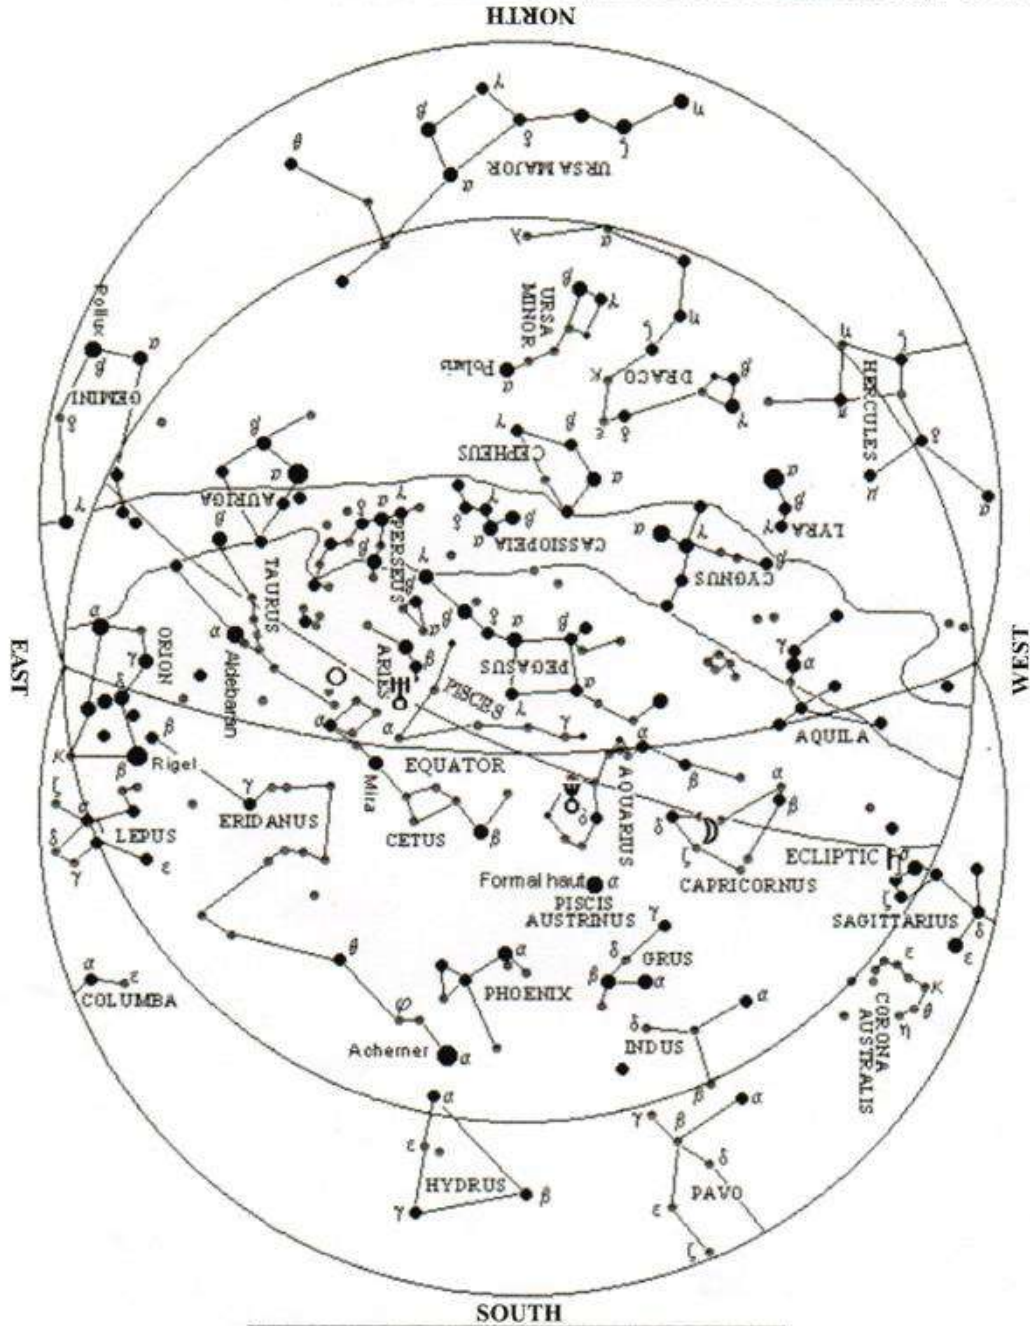 NORTH
γ
β
η
θ
δ
ζ
URSA MAJOR
α
λ
α
Pollux
β
γ
URSA
MINOR
η
α
β
ζ
η
ζ
Polaris
α
κ
DRACO
β
HERCULES
GEMINI
δ
ε
δ
γ
α
δ
β
γ
β
CEPHEUS
α
AURIGA
α
α
β
μ
α
γ
γ
α
δ
γ
β
α
CASSIOPEIA
γ
LYRA
β
β
PERSEUS
γ
γ
β
CYGNUS
TAURUS
α
ORION
α
Aldebaran
β
α
α
β
γ
α
EAST
WEST
γ
ARIES
β
PEGASUS
δ
PISCES
α
γ
α
α
γ
α
AQUILA
κ
β
Rigel
β
EQUATOR
β
ζ
β
γ
Mira
AQUARIUS
α
β
α
ERIDANUS
LEPUS
CETUS
β
δ
δ
γ
ε
ζ
ECLIPTIC
σ
Formal haut
α
CAPRICORNUS
PISCIS
AUSTRINUS
ζ
SAGITTARIUS
γ
δ
ε
δ
GRUS
α
ε
θ
α
β
α
ε
κ
COLUMBA
PHOENIX
CORONA
AUSTRALIS
θ
η
φ
α
δ
INDUS
Acherner
α
β
α
γ
β
α
ε
δ
HYDRUS
β
PAVO
γ
ε
ζ
SOUTH